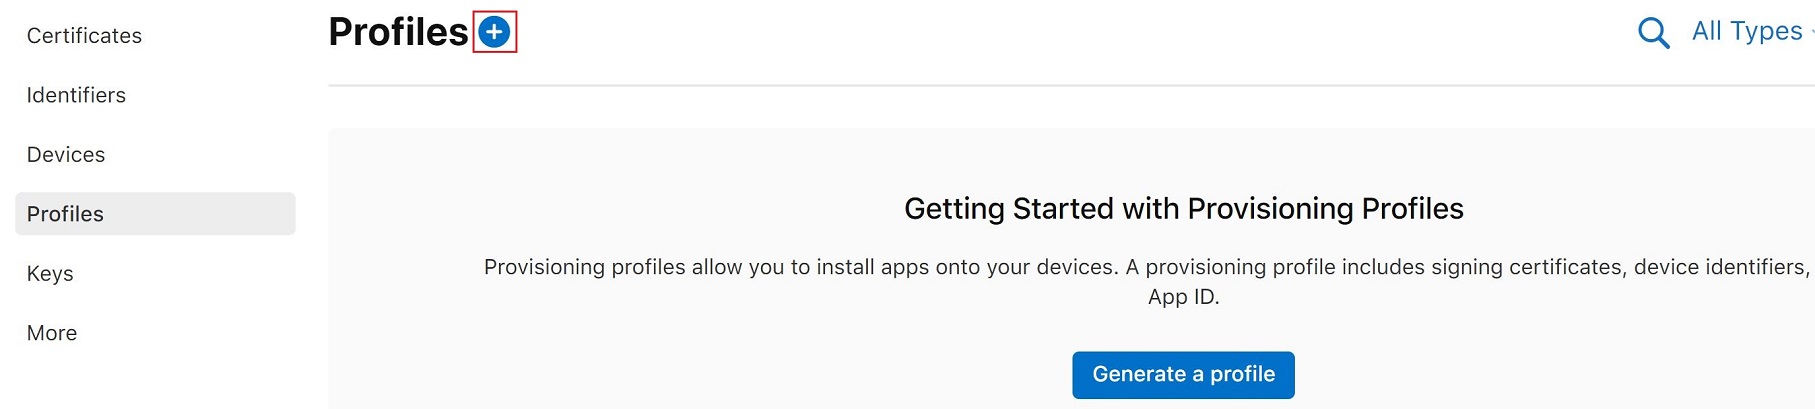 Certificates
Identifiers
Devices
Profiles
Keys
More
Profiles
All Types
Getting Started with Provisioning Profiles
Provisioning profiles allow you to install apps onto your devices. A provisioning profile includes signing certificates, device identifiers,
App ID.
Generate a profile